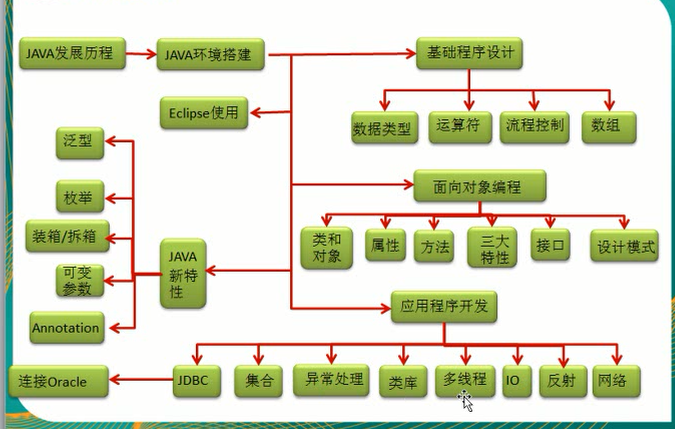 JAVA发展历程
JAVA环境搭建
基础程序设计
Eclipse使用
数据类型
运算符
流程控制
数组
泛型
枚举
装箱/拆箱
可变
参数
Annotation
JAVA
新特
性
面向对象编程
类和
对象
属性
方法
三大
特性
接口
设计模式
应用程序开发
连接Oracle
JDBC
集合
异常处理
类库
多线程
IO
反射
网络